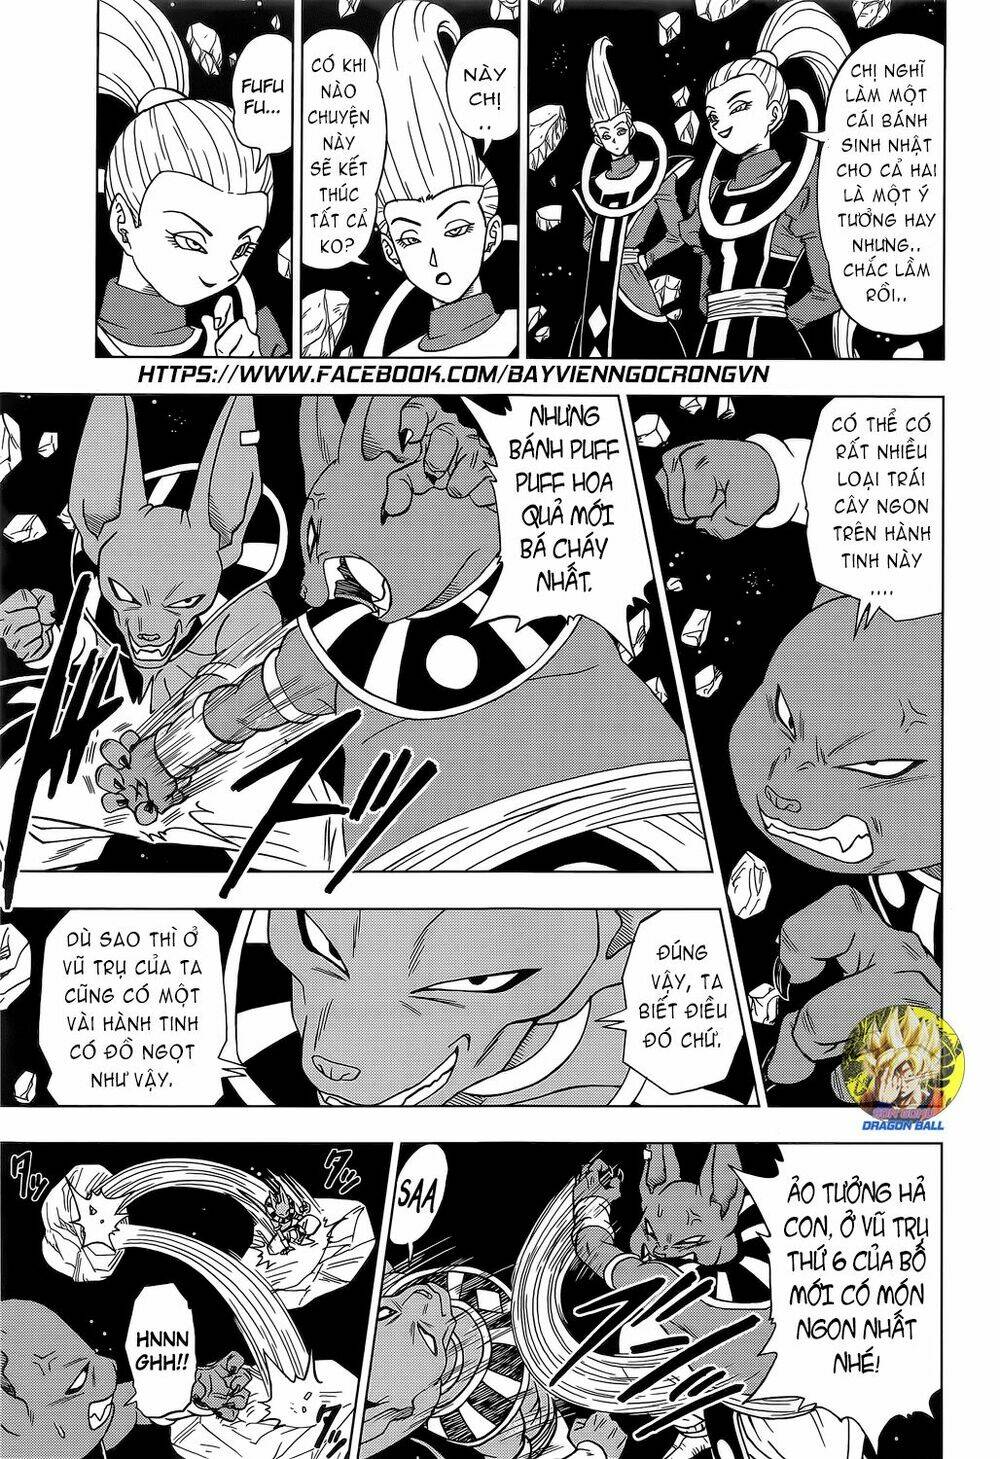 CHỊ NGHĨ
LÀM MỘT
CÁI BÁNH
SINH NHẬT
CHO CẢ HAI
LÀ MỘT Ý
TƯỞNG HAY
NHƯNG..
CHẮC LẦM
RỒI..
NÀY
CHỊ
..
CÓ KHI
NÀO
CHUYỆN
NÀY
SẼ KẾT
THÚC
TẤT CẢ
KO?
FUFU
FU...
HTTPS://WWW.FACEBOOK.COM/BAYVIENNGOCRONGVN
CÓ THỂ CÓ
RẤT NHIỀU
LOẠI TRÁI
CÂY NGON
TRÊN HÀNH
TINH NÀY
....
NHƯNG
BÁNH PUFF
PUFF HOA
QUẢ MỚI
BÁ CHÁY
NHẤT.
ĐÚNG
VẬY, TA
BIẾT ĐIỀU
ĐÓ CHỨ.
DÙ SAO THÌ Ở
VŨ TRỤ CỦA TA
CŨNG CÓ MỘT
VÀI HÀNH TINH
CÓ ĐỒ NGỌT
NHƯ VẬY.
SON GOKU
DRAGON BALL
ẢO TƯỞNG HẢ
CON, Ở VŨ TRỤ
THỨ 6 CỦA BỐ
MỚI CÓ MÓN
NGON NHẤT
NHÉ!
SAA
HNNN
GHH!!